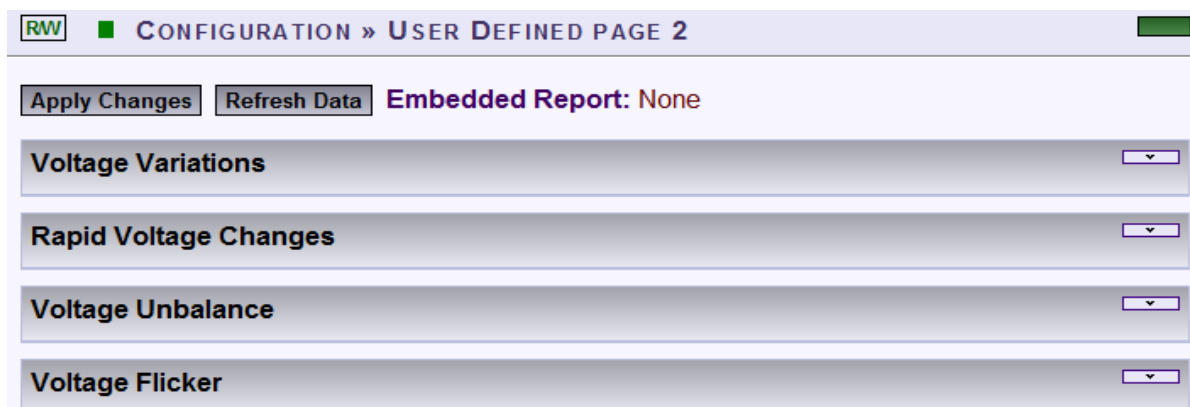 R/W CONFIGURATION » USER DEFINED PAGE 2
Apply Changes Refresh Data Embedded Report: None
Voltage Variations
Rapid Voltage Changes
Voltage Unbalance
Voltage Flicker